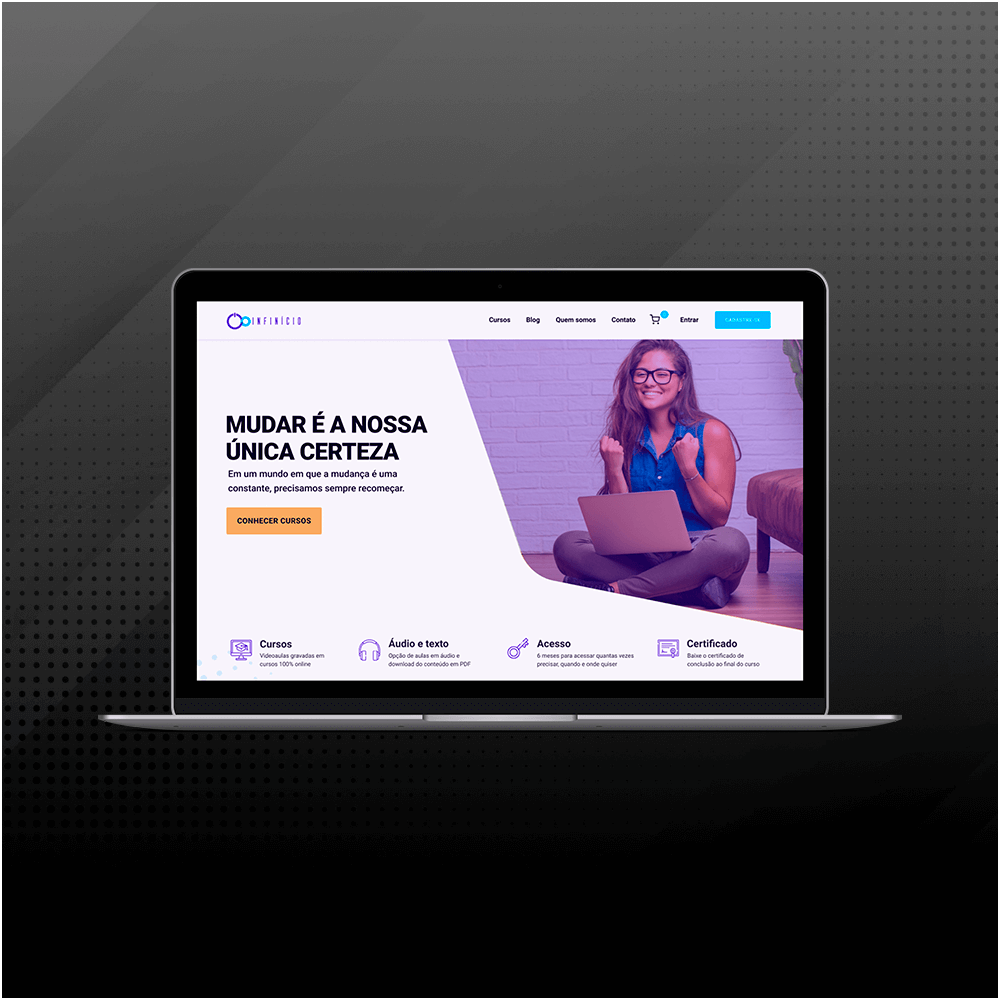 INFINÍCIO
Cursos Blog Quem somos Contato Entrar CADASTRE-SE
MUDAR É A NOSSA
ÚNICA CERTEZA
Em um mundo em que a mudança é uma
constante, precisamos sempre recomeçar.
CONHECER CURSOS
Cursos
Videoaulas gravadas em
cursos 100% online
Áudio e texto
Opção de aulas em áudio e
download do conteúdo em PDF
Acesso
6 meses para acessar quantas vezes
precisar, quando e onde quiser
Certificado
Baixe o certificado de
conclusão ao final do curso